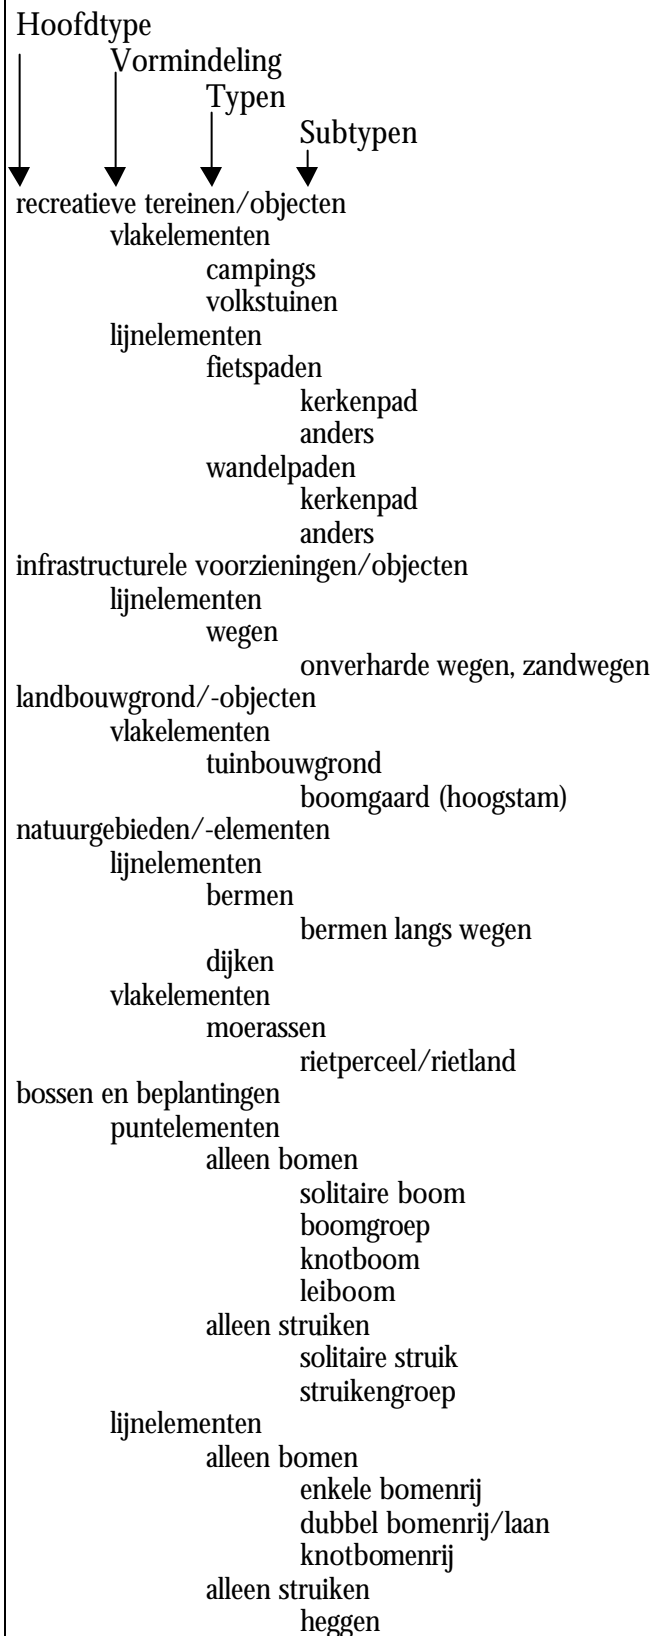 Hoofdtype
Vormindeling
Typen
Subtypen
recreatieve tereinen/objecten
vlakelementen
campings
volkstuinen
lijnelementen
fietspaden
kerkenpad
anders
wandelpaden
kerkenpad
anders
infrastructurele voorzieningen/objecten
lijnelementen
wegen
onverharde wegen, zandwegen
landbouwgrond/-objecten
vlakelementen
tuinbouwgrond
boomgaard (hoogstam)
natuurgebieden/-elementen
lijnelementen
bermen
bermen langs wegen
dijken
vlakelementen
moerassen
rietperceel/rietland
bossen en beplantingen
puntelementen
alleen bomen
solitaire boom
boomgroep
knotboom
leiboom
alleen struiken
solitaire struik
struikengroep
lijnelementen
alleen bomen
enkele bomenrij
dubbel bomenrij/laan
knotbomenrij
alleen struiken
heggen